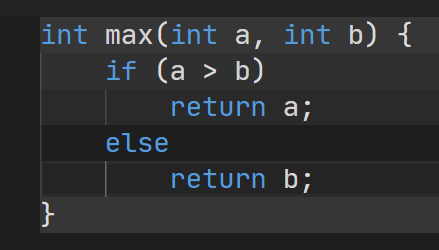 int max(int a, int b) {
    if (a > b)
        return a;
    else
        return b;
}